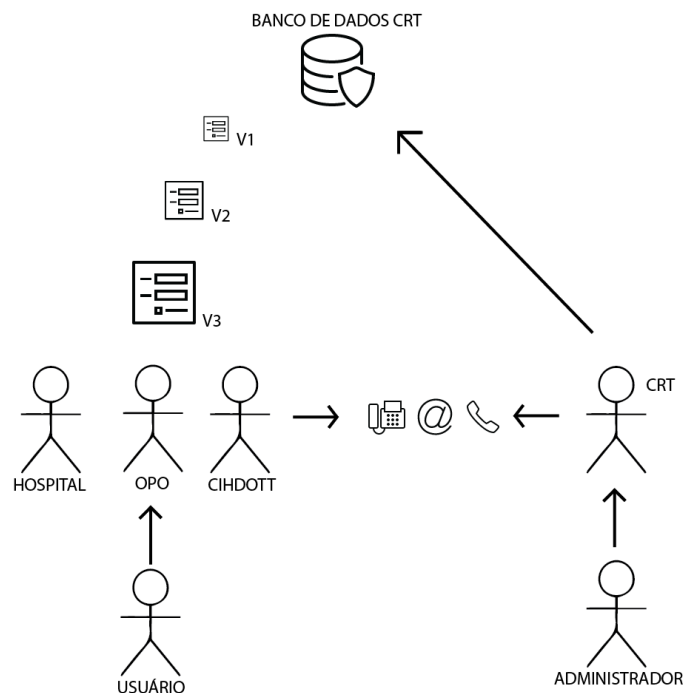 BANCO DE DADOS CRT
V1
V2
V3
CRT
@
HOSPITAL
OPO
CIHDOTT
USUÁRIO
ADMINISTRADOR